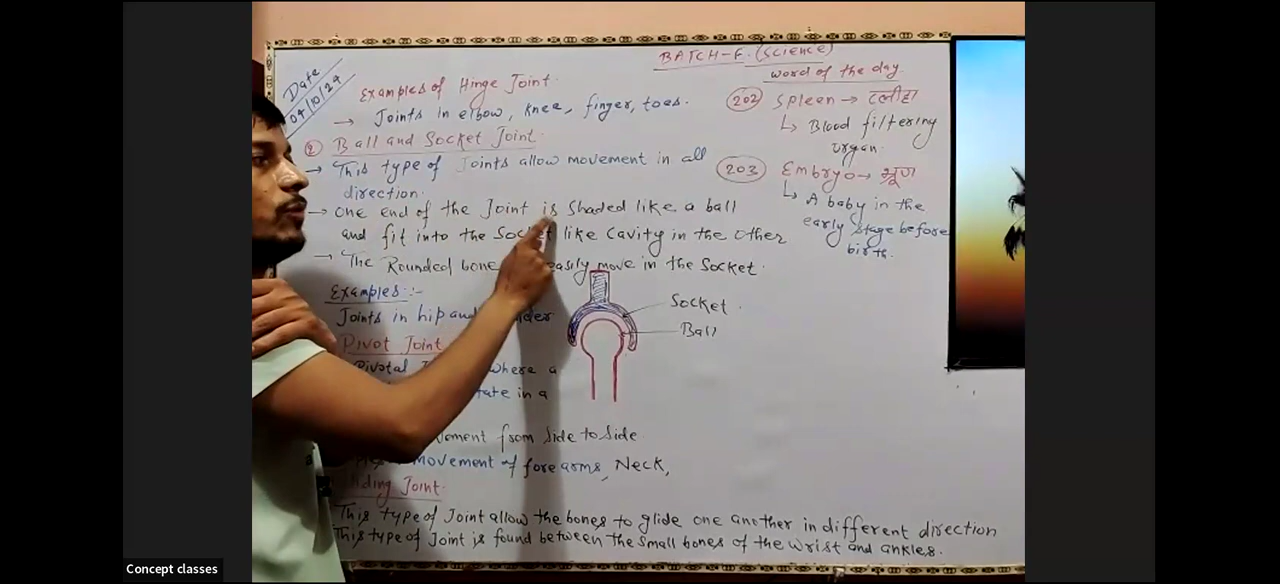 Date
04/10/24
Examples of Hinge Joint.
→ Joints in elbow, knee, finger, toes.
② Ball and Socket Joint.
→ This type of Joints allow movement in all
direction.
→ One end of the Joint is Shaded like a ball
and fit into the Socket like Cavity in the other
→ The Rounded bone easily move in the Socket.
Examples:-
Joints in hip and
Socket
Ball
Pivot Joint
Pivotal where a
in a
from Side to Side
movement of forearms, Neck,
Joint
This type of Joint allow the bones to glide one another in different direction
This type of Joint is found between the small bones of the wrist and ankles.
BATCH-F. (Science)
word of the day.
202 Spleen → प्लीहा
↳ Blood filtering
organ.
203 Embryo → भ्रूण
↳ A baby in the
early Stage before
birth.
Concept classes